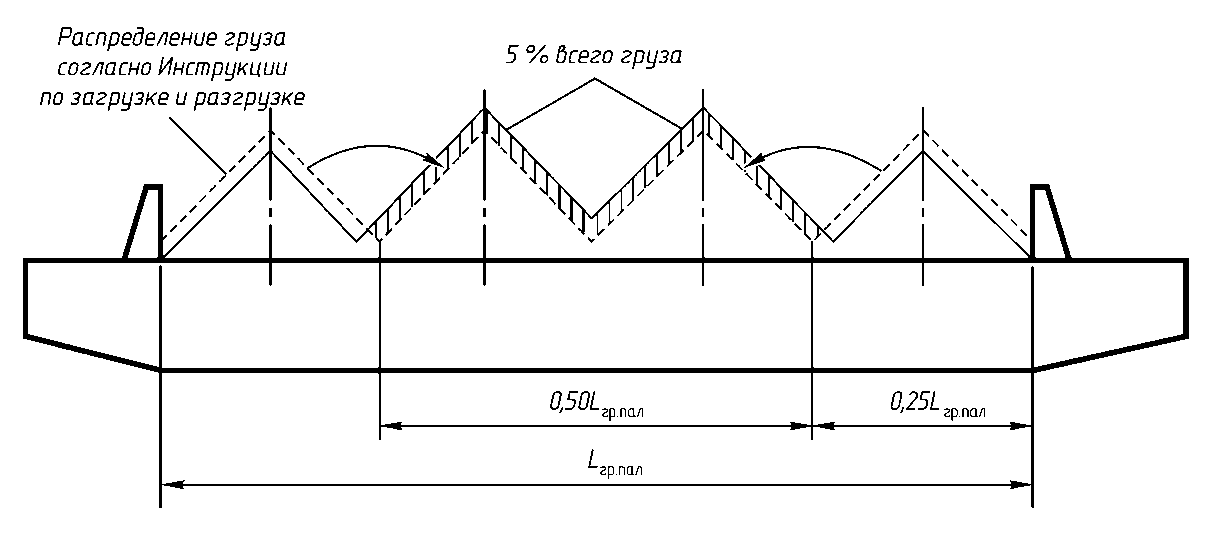 Распределение груза
согласно Инструкции
по загрузке и разгрузке
5 % всего груза
0,50Lгр.пал
0,25Lгр.пал
Lгр.пал